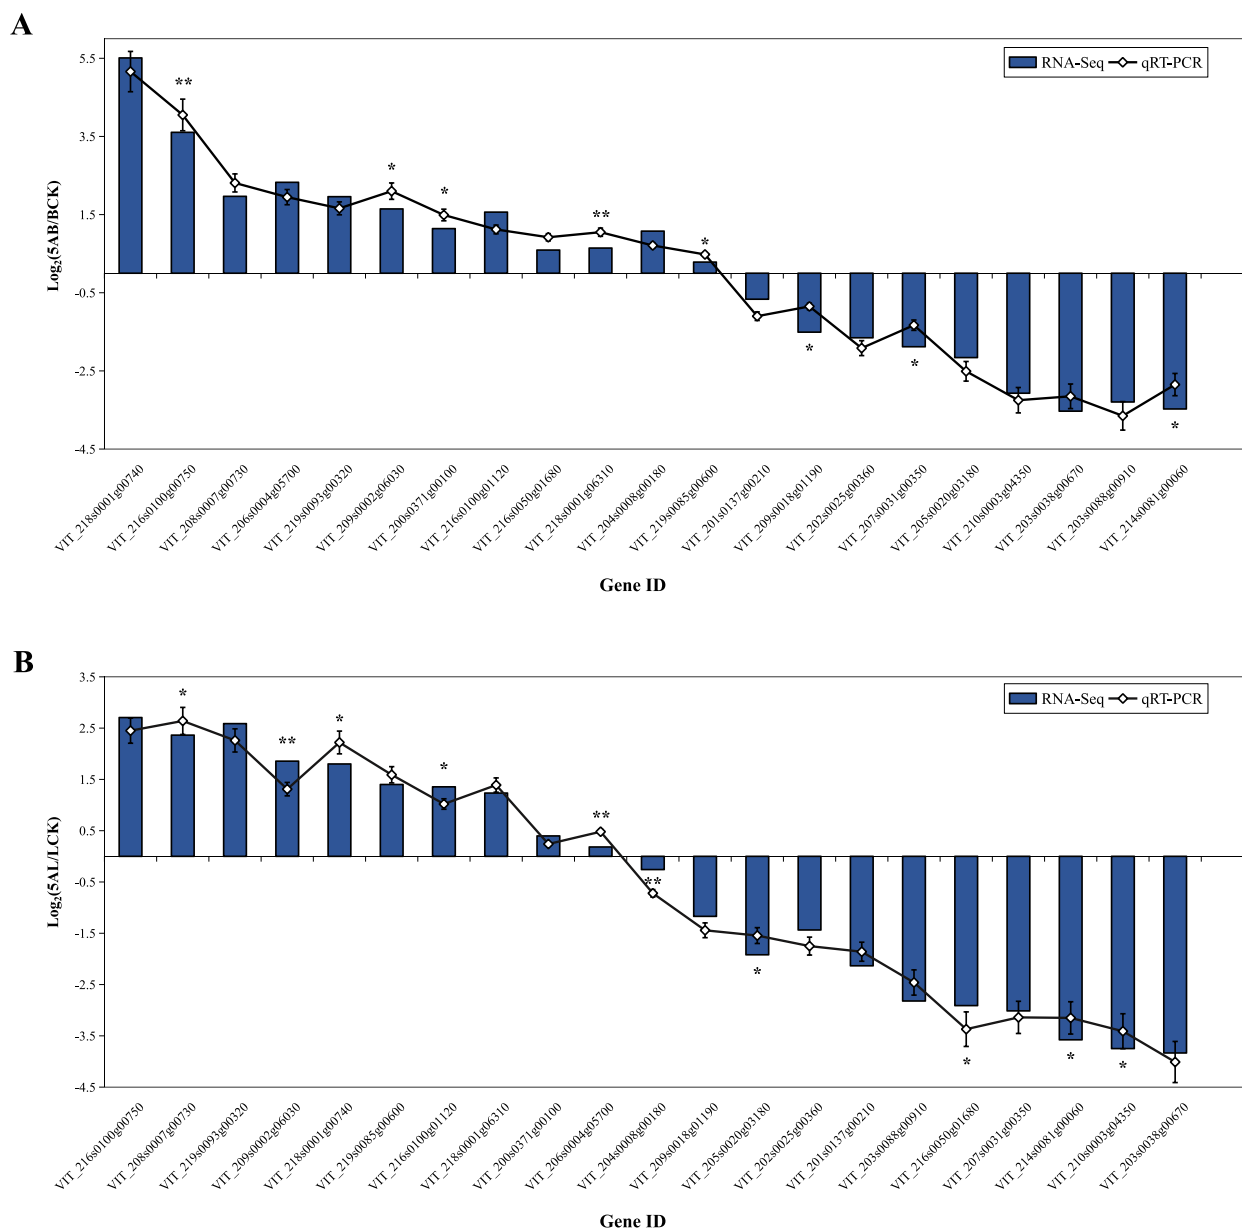 A
RNA-Seq
qRT-PCR
5.5
3.5
1.5
-0.5
-2.5
-4.5
Log2(5AB/BCK)
**
*
*
**
*
*
*
*
VIT_218s0001g00740
VIT_216s0100g00750
VIT_208s0007g00730
VIT_206s0004g05700
VIT_219s0093g00320
VIT_209s0002g06030
VIT_200s0371g00100
VIT_216s0100g01120
VIT_216s0050g01680
VIT_218s0001g06310
VIT_204s0008g00180
VIT_219s0085g00600
VIT_201s0137g00210
VIT_209s0018g01190
VIT_202s0025g00360
VIT_207s0031g00350
VIT_205s0020g03180
VIT_210s0003g04350
VIT_203s0038g00670
VIT_203s0088g00910
VIT_214s0081g00060
Gene ID
B
RNA-Seq
qRT-PCR
3.5
2.5
1.5
0.5
-0.5
-1.5
-2.5
-3.5
-4.5
Log2(5AL/LCK)
*
**
*
*
**
**
*
*
*
*
VIT_216s0100g00750
VIT_208s0007g00730
VIT_219s0093g00320
VIT_209s0002g06030
VIT_218s0001g00740
VIT_219s0085g00600
VIT_216s0100g01120
VIT_218s0001g06310
VIT_200s0371g00100
VIT_206s0004g05700
VIT_204s0008g00180
VIT_209s0018g01190
VIT_205s0020g03180
VIT_202s0025g00360
VIT_201s0137g00210
VIT_203s0088g00910
VIT_216s0050g01680
VIT_207s0031g00350
VIT_214s0081g00060
VIT_210s0003g04350
VIT_203s0038g00670
Gene ID